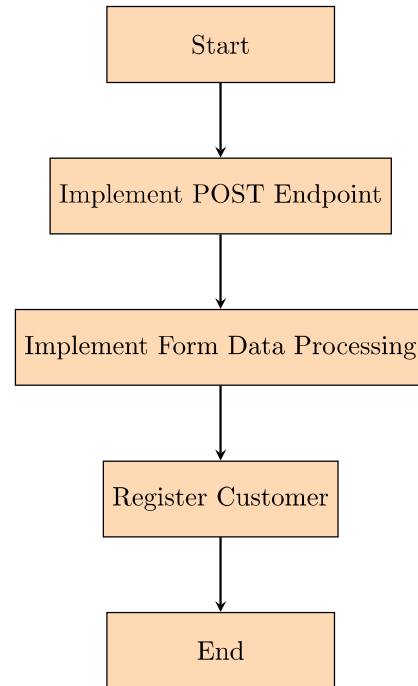 Start
Implement POST Endpoint
Implement Form Data Processing
Register Customer
End